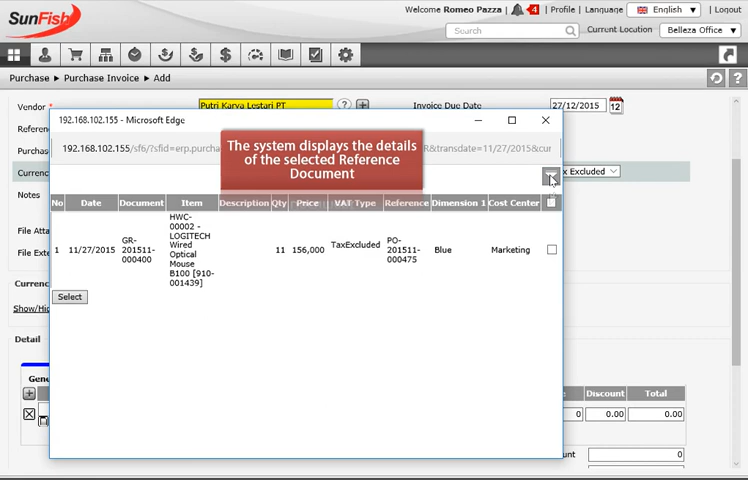 SunFish
Welcome Romeo Pazza 4 Profile | Language : English Logout
Search Current Location Belleza Office
Purchase ▶ Purchase Invoice ▶ Add
Vendor * Putri Karya Lestari PT ? Invoice Due Date 27/12/2015 12
Referen
Purchas
Currenc
Notes
File Atta
File Exte
Currenc
Show/Hi
Detail
Gene
192.168.102.155 - Microsoft Edge
192.168.102.155/sf6/?sfid=erp.purcha R&transdate=11/27/2015&cur
The system displays the details
of the selected Reference
Document
x Excluded
No Date Document Item Description Qty Price VAT Type Reference Dimension 1 Cost Center
1 11/27/2015 GR-201511-000400 HWC-00002 - LOGITECH Wired Optical Mouse B100 [910-001439] 11 156,000 TaxExcluded PO-201511-000475 Blue Marketing
Select
Discount Total
0 0.00 0.00
unt 0